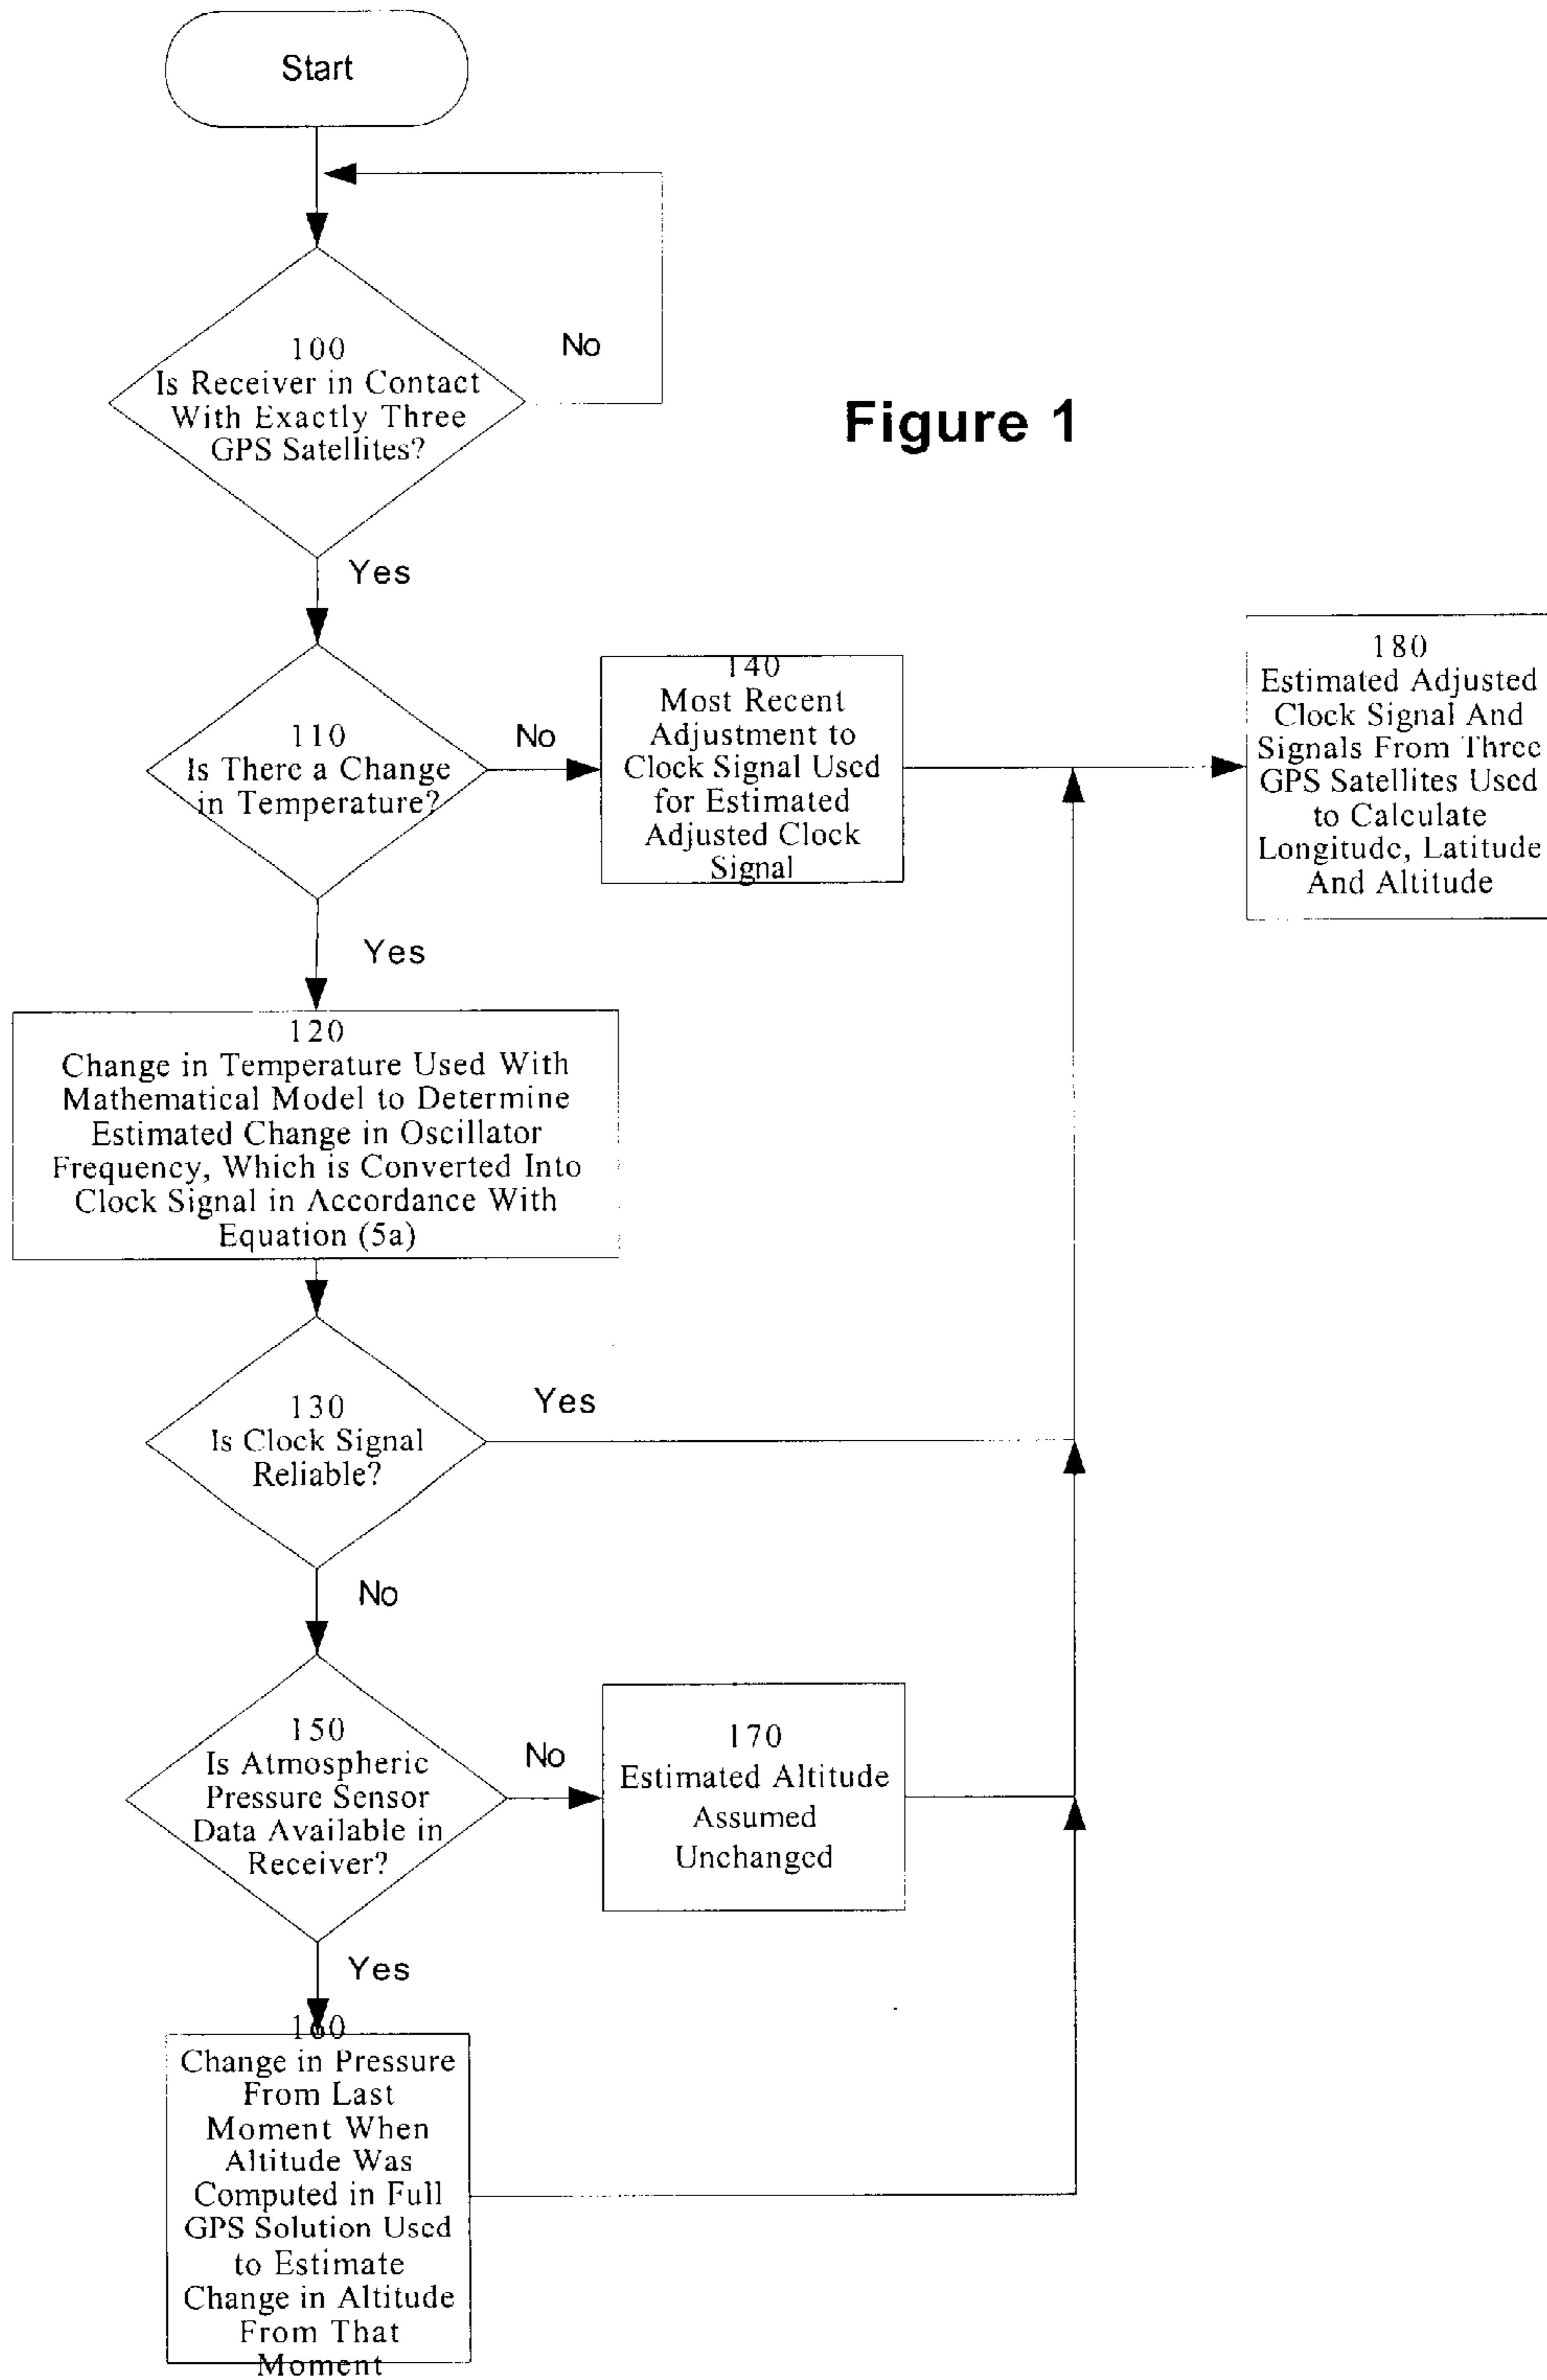 Start
100
Is Receiver in Contact
With Exactly Three
GPS Satellites?
No
Figure 1
Yes
110
Is There a Change
in Temperature?
No
140
Most Recent
Adjustment to
Clock Signal Used
for Estimated
Adjusted Clock
Signal
180
Estimated Adjusted
Clock Signal And
Signals From Three
GPS Satellites Used
to Calculate
Longitude, Latitude
And Altitude
Yes
120
Change in Temperature Used With
Mathematical Model to Determine
Estimated Change in Oscillator
Frequency, Which is Converted Into
Clock Signal in Accordance With
Equation (5a)
130
Is Clock Signal
Reliable?
Yes
No
150
Is Atmospheric
Pressure Sensor
Data Available in
Receiver?
No
170
Estimated Altitude
Assumed
Unchanged
Yes
160
Change in Pressure
From Last
Moment When
Altitude Was
Computed in Full
GPS Solution Used
to Estimate
Change in Altitude
From That
Moment